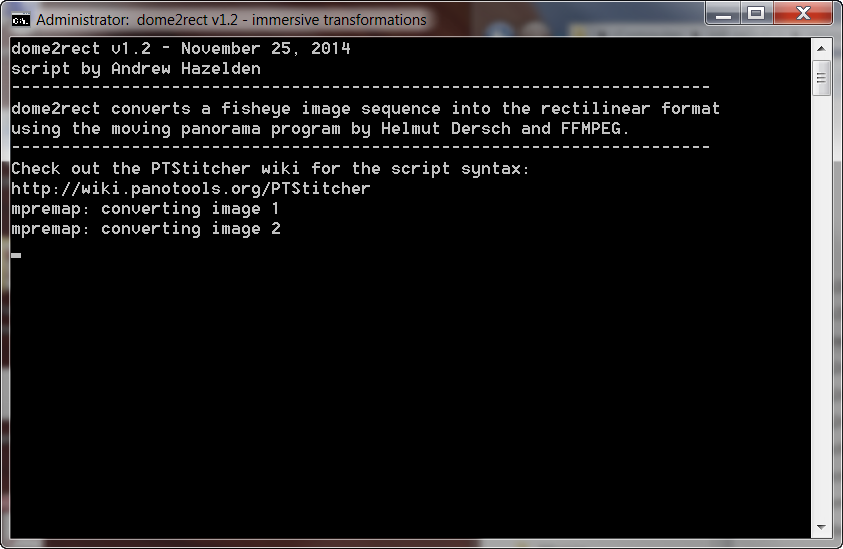 Administrator:  dome2rect v1.2 - immersive transformations
dome2rect v1.2 - November 25, 2014
script by Andrew Hazelden
----------------------------------------------------------------------
dome2rect converts a fisheye image sequence into the rectilinear format
using the moving panorama program by Helmut Dersch and FFMPEG.
----------------------------------------------------------------------
Check out the PTStitcher wiki for the script syntax:
http://wiki.panotools.org/PTStitcher
mpremap: converting image 1
mpremap: converting image 2